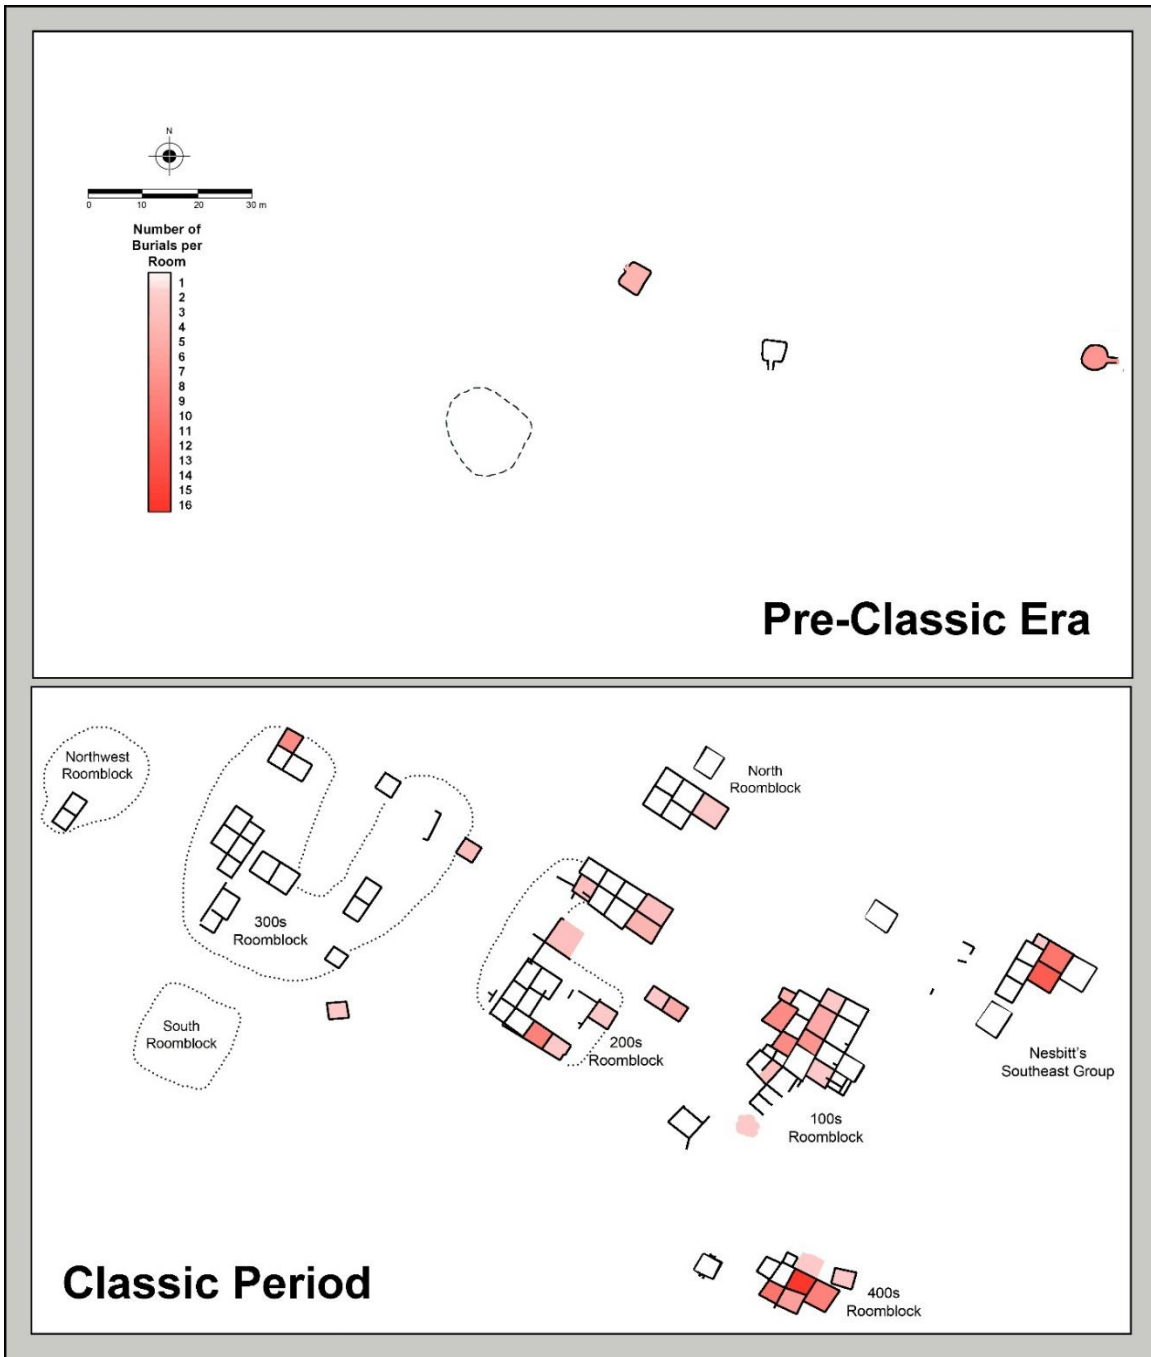 N
0 10 20 30 m
Number of
Burials per
Room
1
2
3
4
5
6
7
8
9
10
11
12
13
14
15
16
Pre-Classic Era
Northwest
Roomblock
North
Roomblock
300s
Roomblock
South
Roomblock
200s
Roomblock
Nesbitt's
Southeast Group
100s
Roomblock
Classic Period
400s
Roomblock